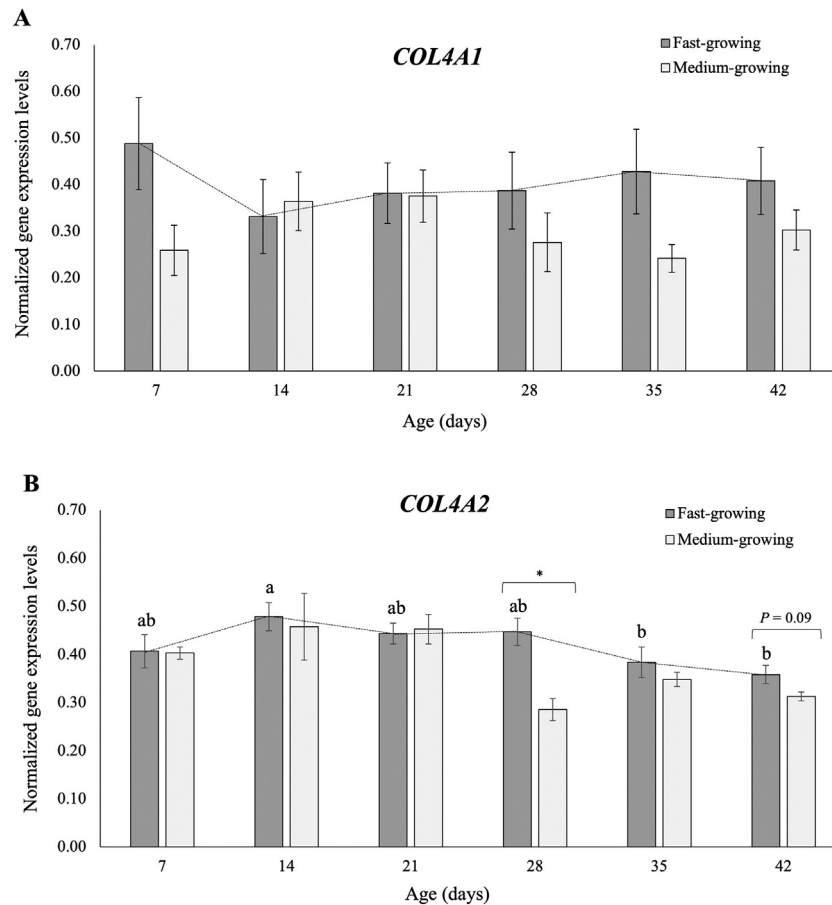 A
COL4A1
Fast-growing
Medium-growing
Normalized gene expression levels
0.70
0.60
0.50
0.40
0.30
0.20
0.10
0.00
7 14 21 28 35 42
Age (days)
B
COL4A2
Fast-growing
Medium-growing
Normalized gene expression levels
0.70
0.60
0.50
0.40
0.30
0.20
0.10
0.00
ab a ab ab b b
*
P = 0.09
7 14 21 28 35 42
Age (days)